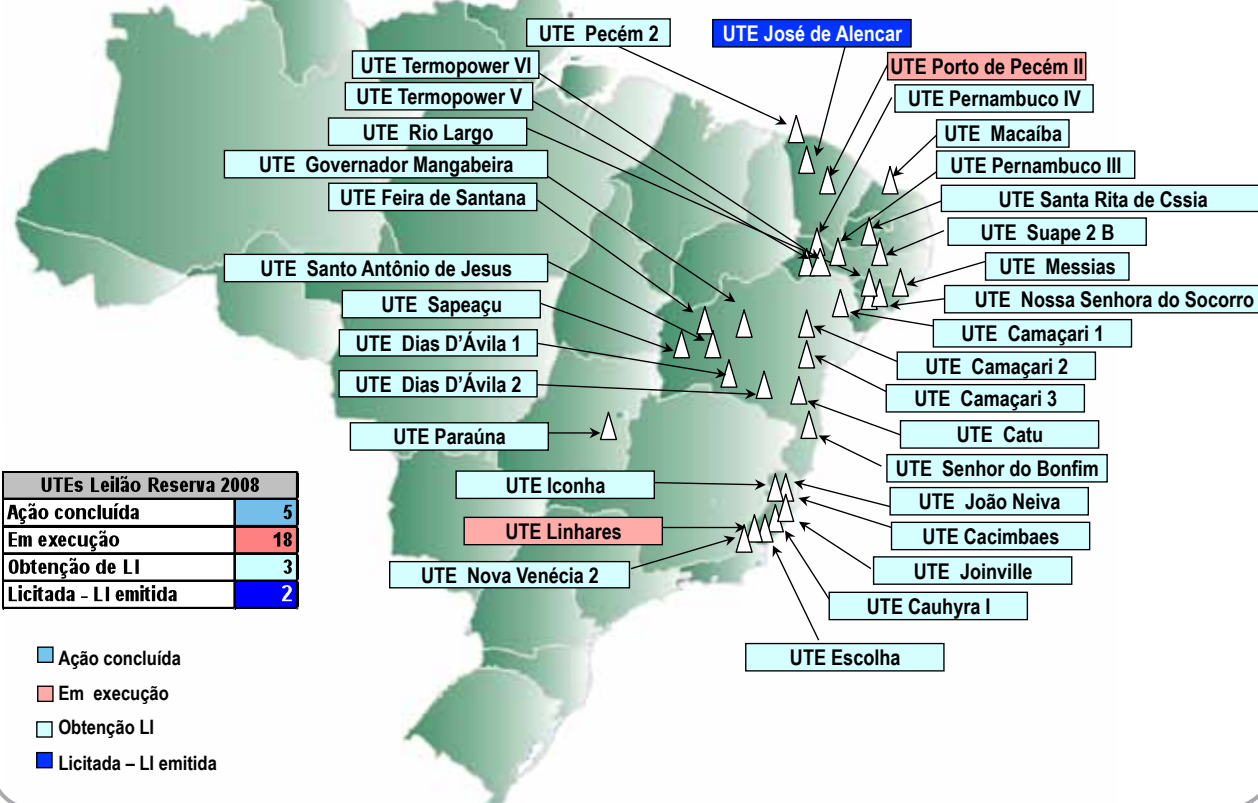 UTE Pecém 2
UTE José de Alencar
UTE Termopower VI
UTE Porto de Pecém II
UTE Termopower V
UTE Pernambuco IV
UTE Rio Largo
UTE Macaíba
UTE Governador Mangabeira
UTE Pernambuco III
UTE Feira de Santana
UTE Santa Rita de Cssia
UTE Suape 2 B
UTE Santo Antônio de Jesus
UTE Messias
UTE Sapeaçu
UTE Nossa Senhora do Socorro
UTE Dias D'Ávila 1
UTE Camaçari 1
UTE Camaçari 2
UTE Dias D'Ávila 2
UTE Camaçari 3
UTE Paraúna
UTE Catu
UTE Senhor do Bonfim
UTE Iconha
UTE João Neiva
UTE Linhares
UTE Cacimbaes
UTE Nova Venécia 2
UTE Joinville
UTE Cauhyra I
UTE Escolha
UTEs Leilão Reserva 2008
Ação concluída 5
Em execução 18
Obtenção de LI 3
Licitada - LI emitida 2
Ação concluída
Em execução
Obtenção LI
Licitada – LI emitida